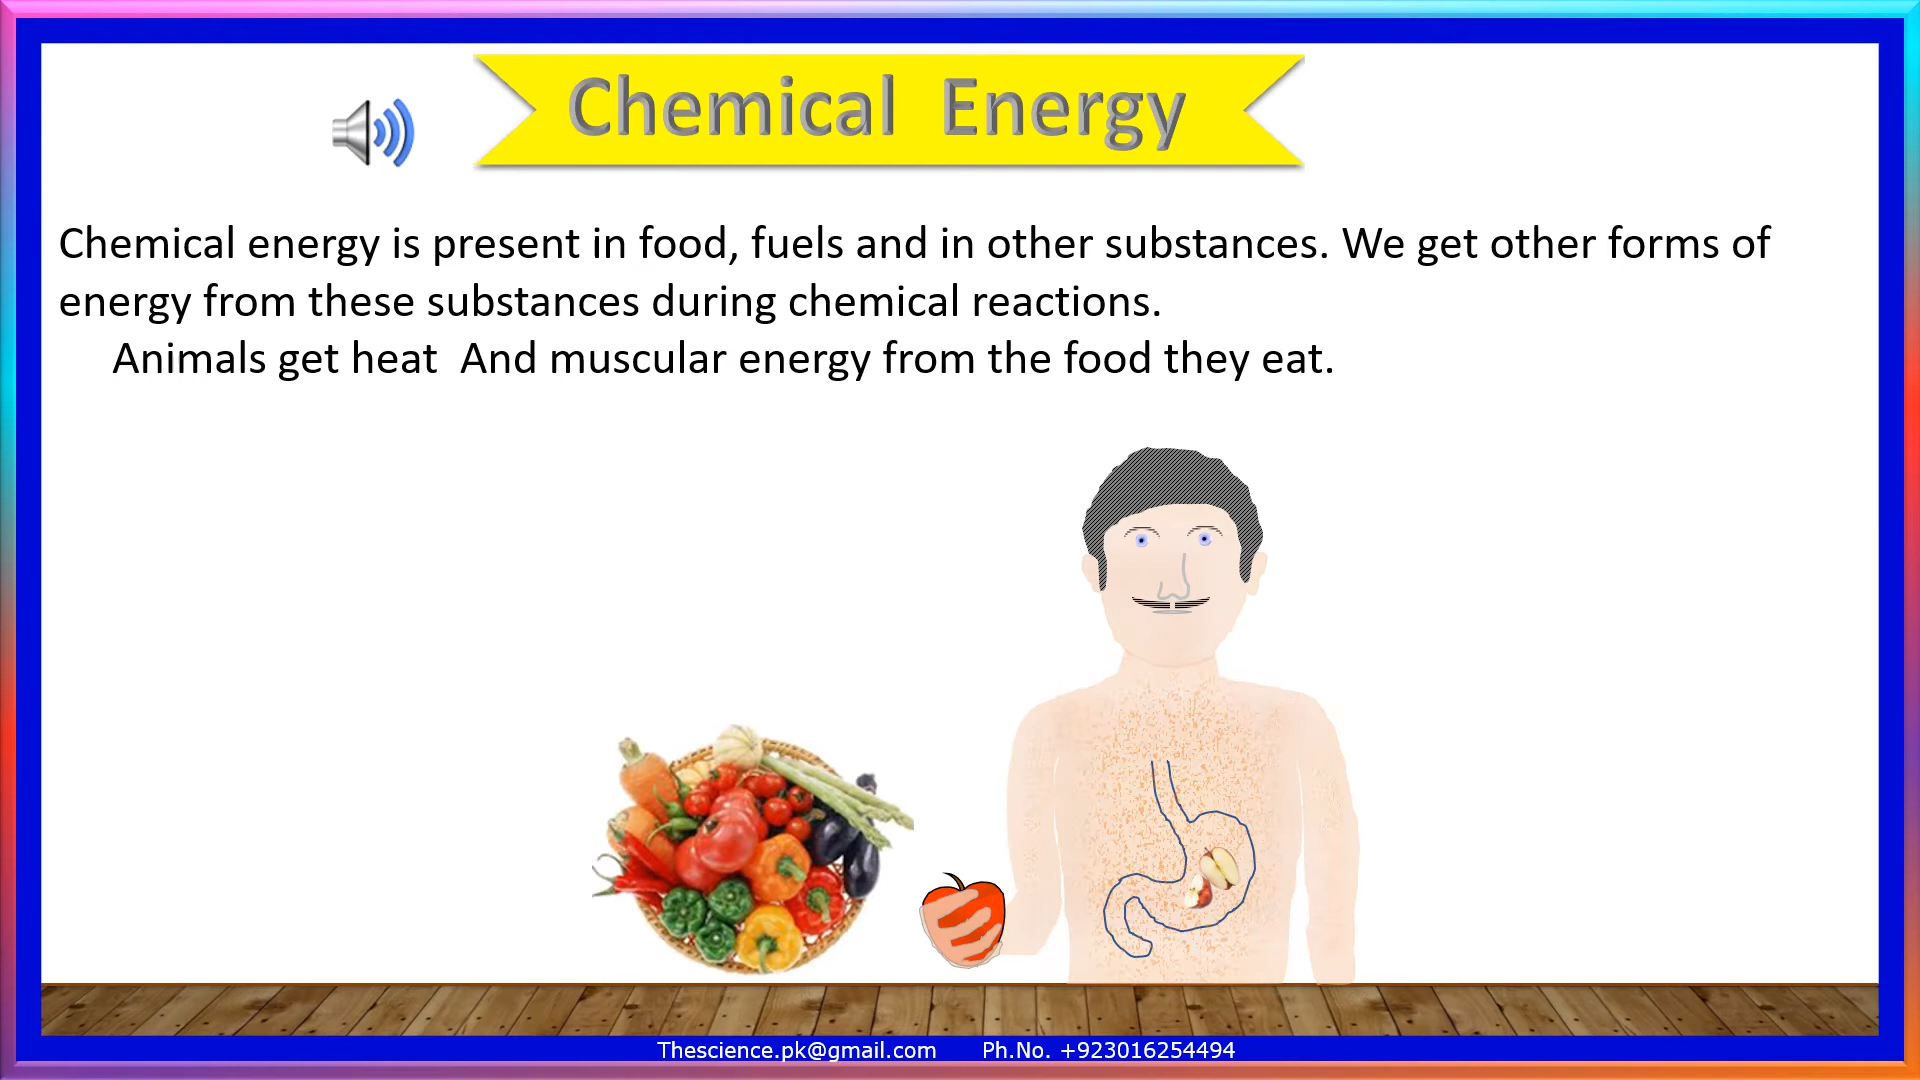 Chemical Energy
Chemical energy is present in food, fuels and in other substances. We get other forms of
energy from these substances during chemical reactions.
Animals get heat And muscular energy from the food they eat.
Thescience.pk@gmail.com Ph.No. +923016254494